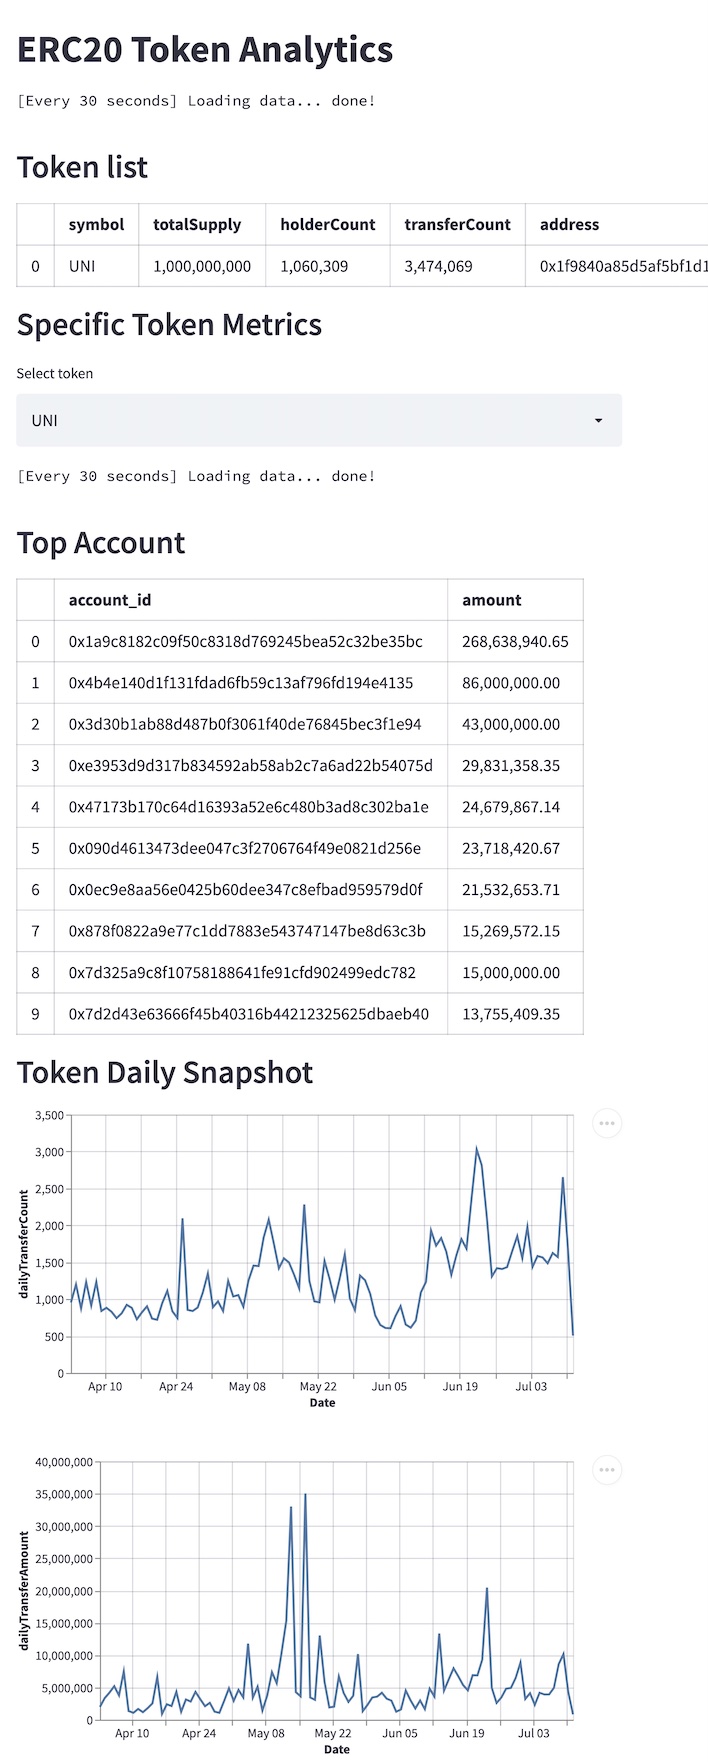 ERC20 Token Analytics
[Every 30 seconds] Loading data... done!
Token list
symbol totalSupply holderCount transferCount address
0 UNI 1,000,000,000 1,060,309 3,474,069 0x1f9840a85d5af5bf1d1
Specific Token Metrics
Select token
UNI
[Every 30 seconds] Loading data... done!
Top Account
account_id amount
0 0x1a9c8182c09f50c8318d769245bea52c32be35bc 268,638,940.65
1 0x4b4e140d1f131fdad6fb59c13af796fd194e4135 86,000,000.00
2 0x3d30b1ab88d487b0f3061f40de76845bec3f1e94 43,000,000.00
3 0xe3953d9d317b834592ab58ab2c7a6ad22b54075d 29,831,358.35
4 0x47173b170c64d16393a52e6c480b3ad8c302ba1e 24,679,867.14
5 0x090d4613473dee047c3f2706764f49e0821d256e 23,718,420.67
6 0x0ec9e8aa56e0425b60dee347c8efbad959579d0f 21,532,653.71
7 0x878f0822a9e77c1dd7883e543747147be8d63c3b 15,269,572.15
8 0x7d325a9c8f10758188641fe91cfd902499edc782 15,000,000.00
9 0x7d2d43e63666f45b40316b44212325625dbaeb40 13,755,409.35
Token Daily Snapshot
dailyTransferCount
3,500
3,000
2,500
2,000
1,500
1,000
500
0
Apr 10 Apr 24 May 08 May 22 Jun 05 Jun 19 Jul 03
Date
dailyTransferAmount
40,000,000
35,000,000
30,000,000
25,000,000
20,000,000
15,000,000
10,000,000
5,000,000
0
Apr 10 Apr 24 May 08 May 22 Jun 05 Jun 19 Jul 03
Date